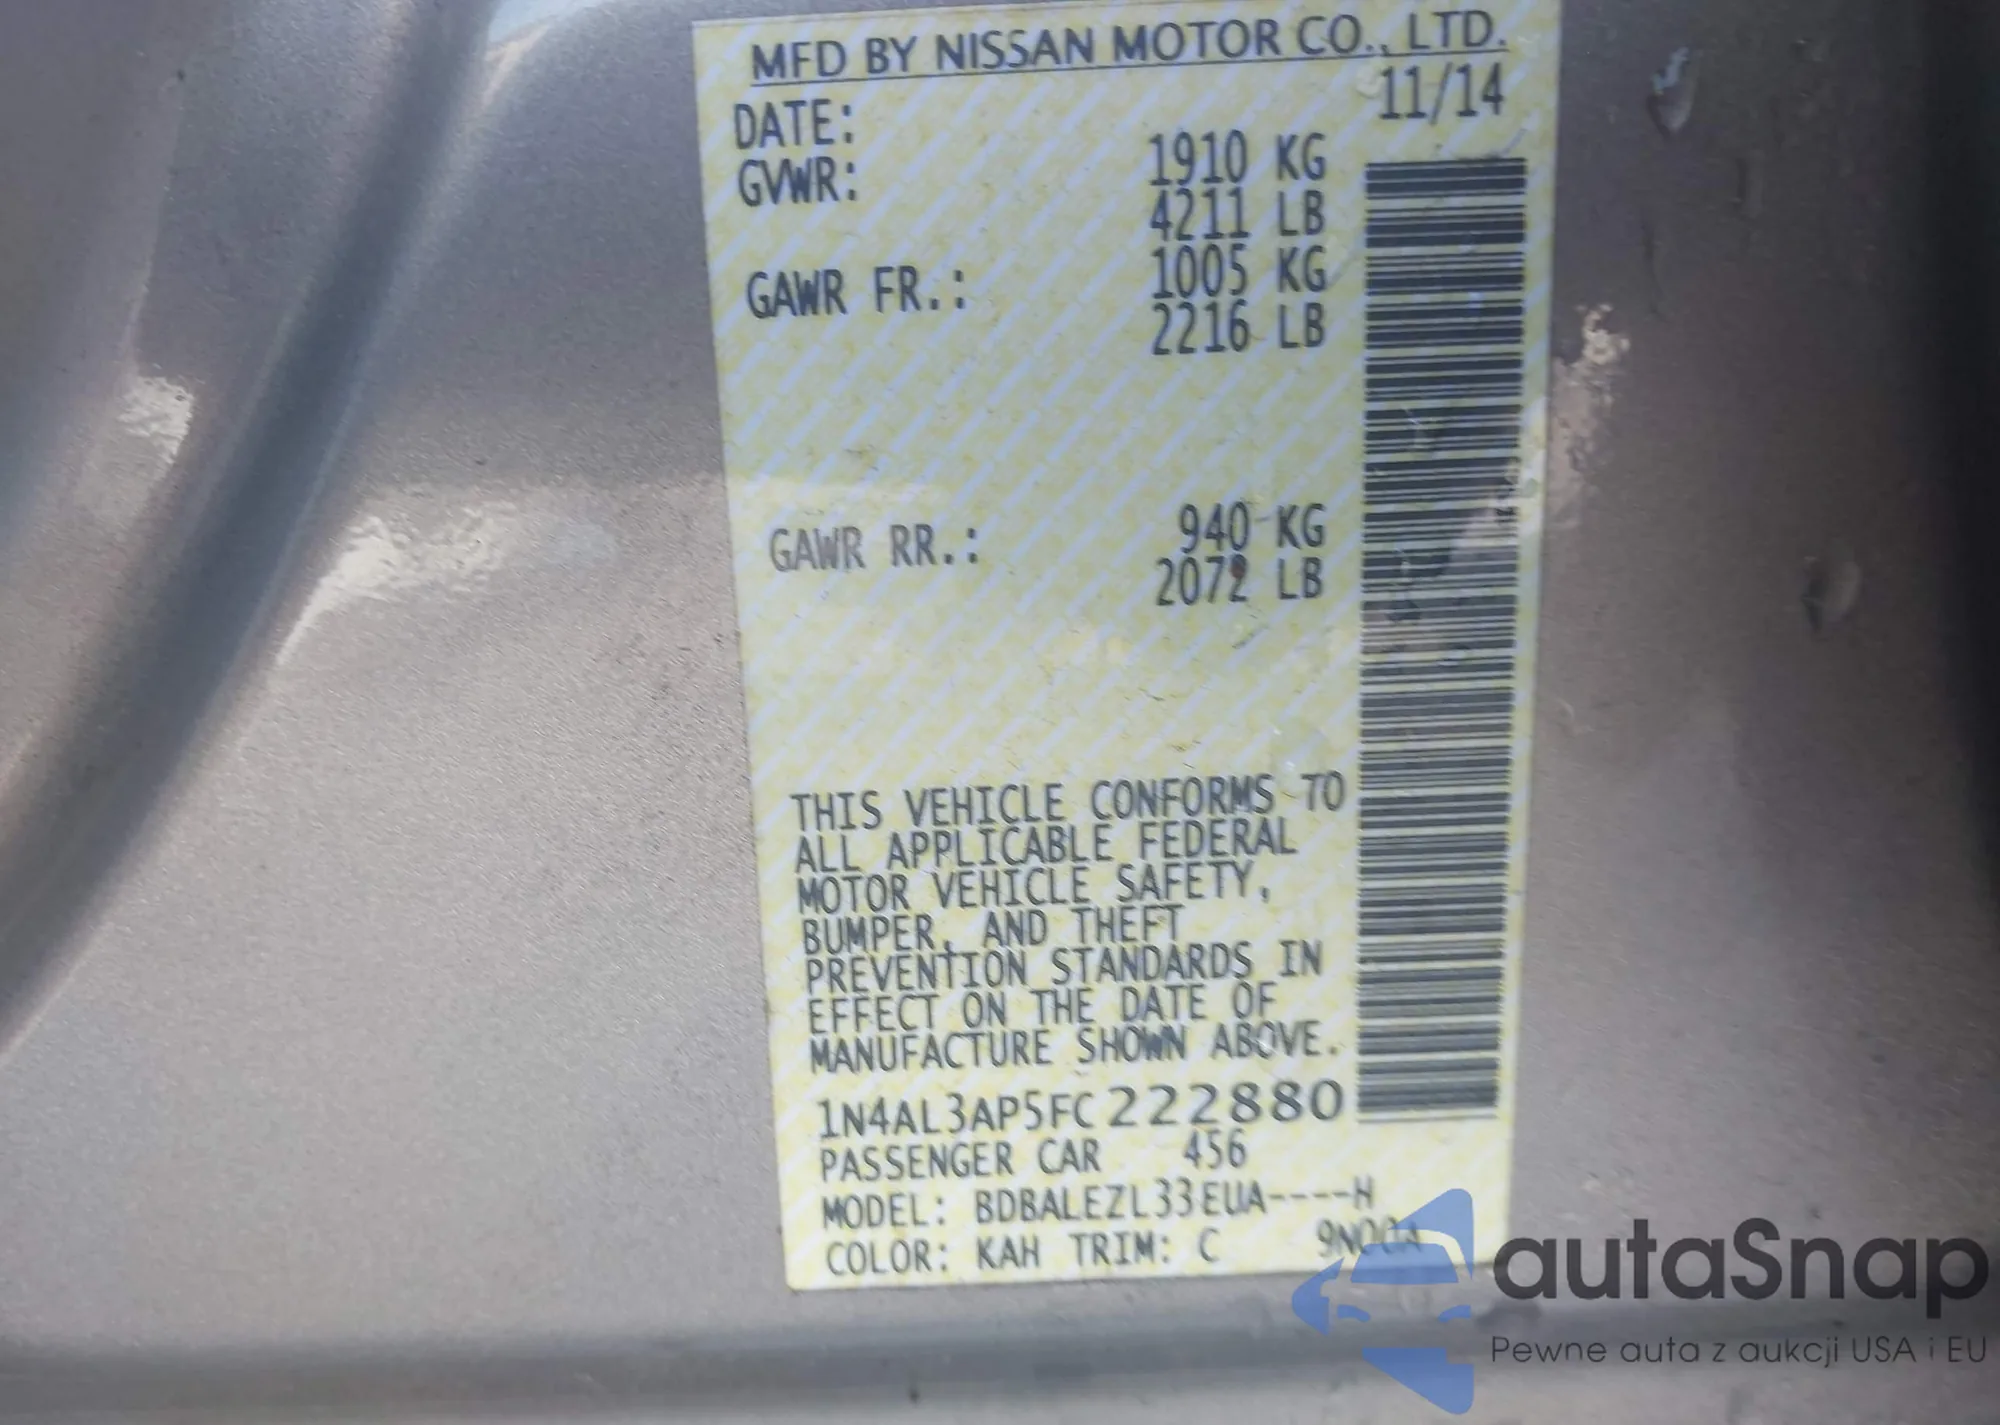 MFD BY NISSAN MOTOR CO., LTD.
DATE: 11/14
GVWR: 1910 KG
4211 LB
GAWR FR.: 1005 KG
2216 LB
GAWR RR.: 940 KG
2072 LB
THIS VEHICLE CONFORMS TO
ALL APPLICABLE FEDERAL
MOTOR VEHICLE SAFETY,
BUMPER, AND THEFT
PREVENTION STANDARDS IN
EFFECT ON THE DATE OF
MANUFACTURE SHOWN ABOVE.
1N4AL3AP5FC222880
PASSENGER CAR 456
MODEL: BDBALEZL33EUA----H
COLOR: KAH TRIM: C 9N00A
autaSnap
Pewne auta z aukcji USA i EU